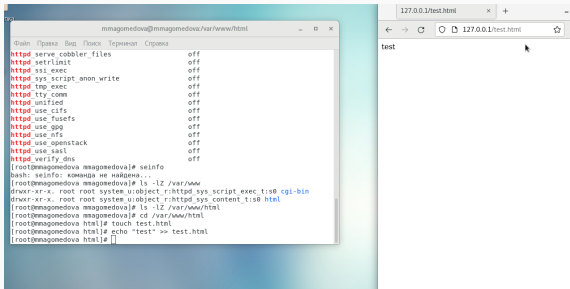 mmagomedova@mmagomedova:/var/www/html
Файл Правка Вид Поиск Терминал Справка
httpd_serve_cobbler_files off
httpd_setrlimit off
httpd_ssi_exec off
httpd_sys_script_anon_write off
httpd_tmp_exec off
httpd_tty_comm off
httpd_unified off
httpd_use_cifs off
httpd_use_fusefs off
httpd_use_gpg off
httpd_use_nfs off
httpd_use_openstack off
httpd_use_sasl off
httpd_verify_dns off
[root@mmagomedova mmagomedova]# seinfo
bash: seinfo: команда не найдена...
[root@mmagomedova mmagomedova]# ls -lZ /var/www
drwxr-xr-x. root root system_u:object_r:httpd_sys_script_exec_t:s0 cgi-bin
drwxr-xr-x. root root system_u:object_r:httpd_sys_content_t:s0 html
[root@mmagomedova mmagomedova]# ls -lZ /var/www/html
[root@mmagomedova mmagomedova]# cd /var/www/html
[root@mmagomedova html]# touch test.html
[root@mmagomedova html]# echo "test" >> test.html
[root@mmagomedova html]#
127.0.0.1/test.html
127.0.0.1/test.html
test